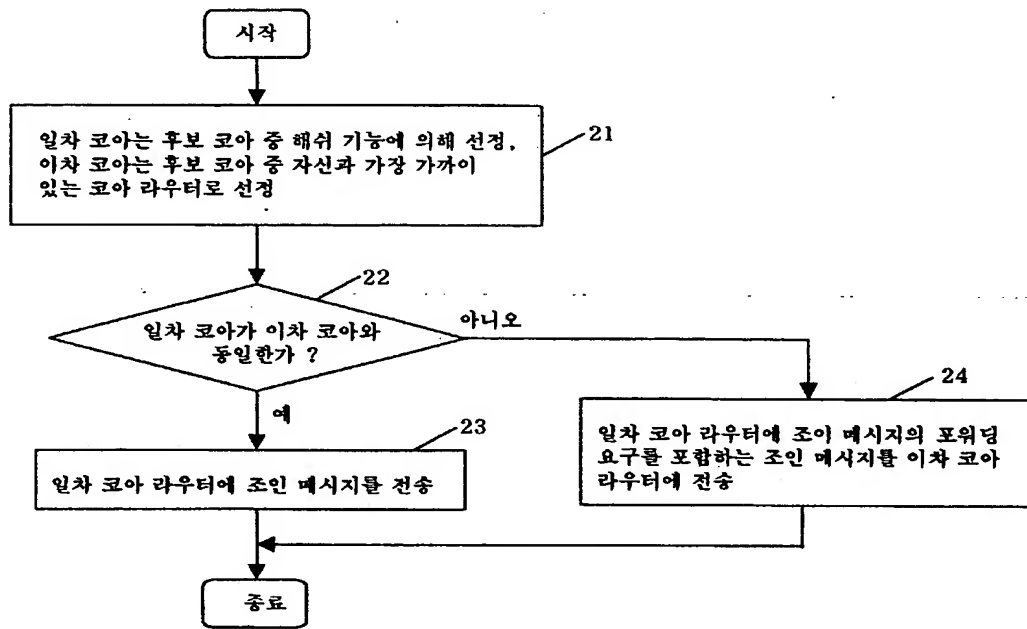 시작
일차 코아는 후보 코아 중 해쉬 기능에 의해 선정,
이차 코아는 후보 코아 중 자신과 가장 가까이
있는 코아 라우터로 선정
21
22
일차 코아가 이차 코아와
동일한가 ?
아니오
예
23
일차 코아 라우터에 조인 메시지를 전송
24
일차 코아 라우터에 조이 메시지의 포워딩
요구를 포함하는 조인 메시지를 이차 코아
라우터에 전송
종료